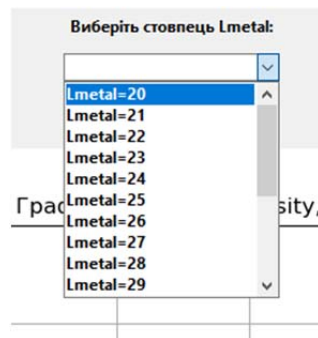 Виберіть стовпець Lmetal:
Lmetal=20
Lmetal=21
Lmetal=22
Lmetal=23
Lmetal=24
Lmetal=25
Lmetal=26
Lmetal=27
Lmetal=28
Lmetal=29